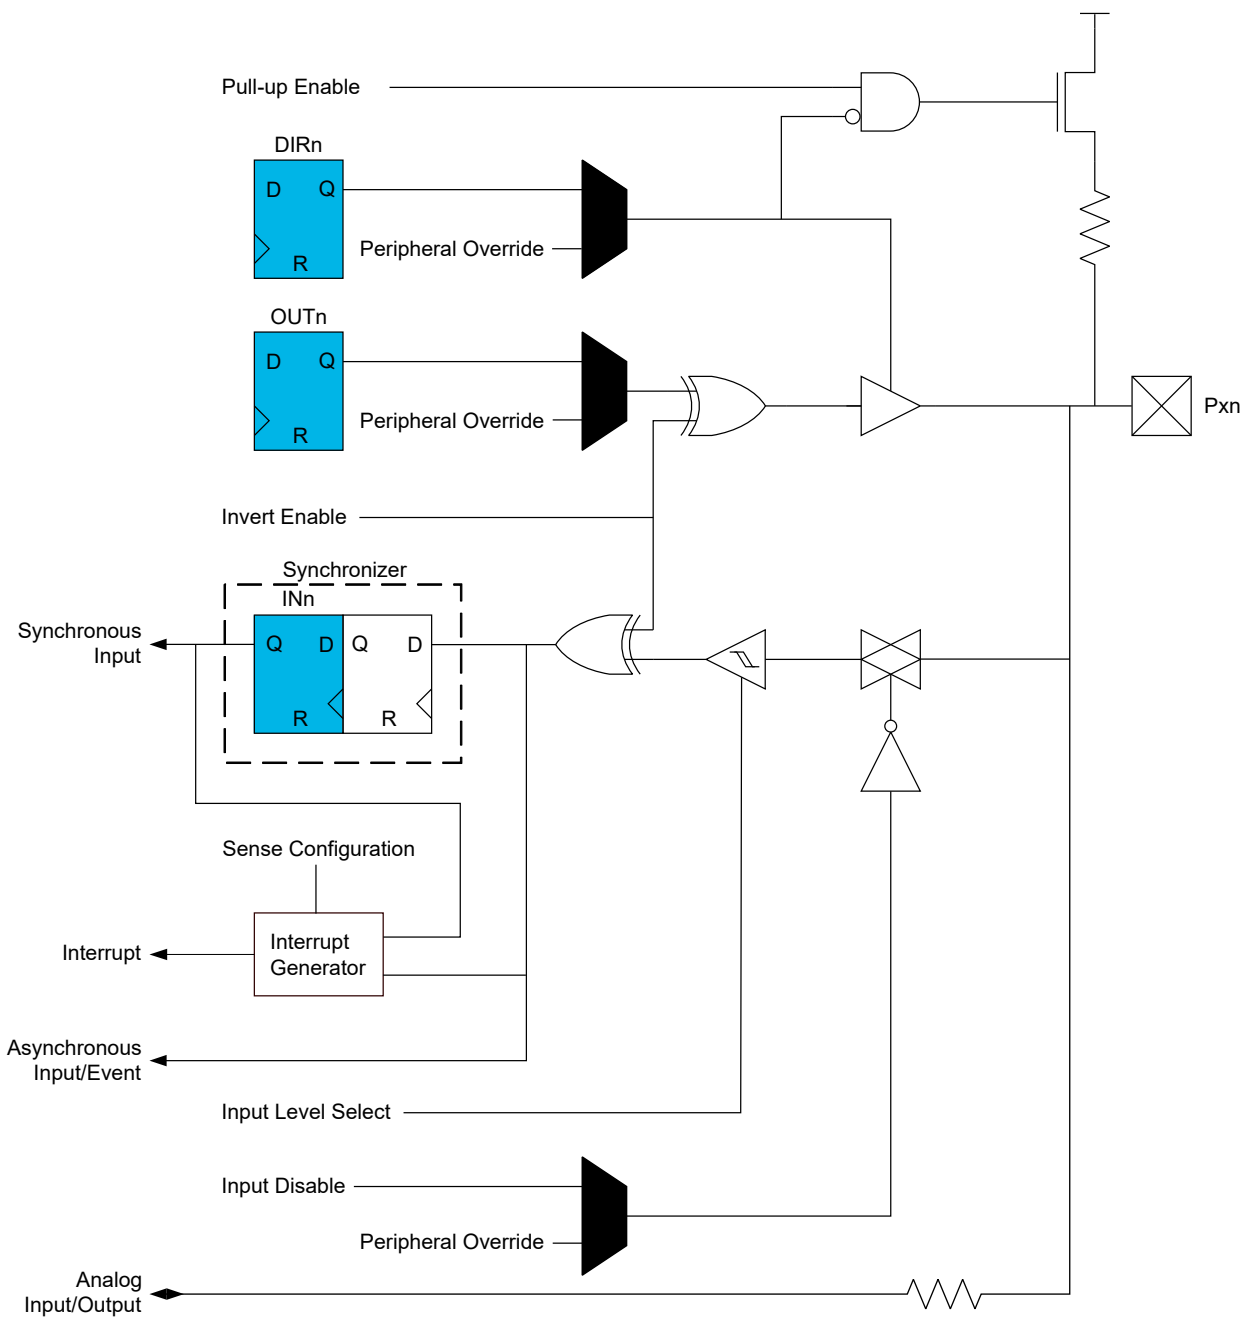 Pull-up Enable
DIRn
D Q
Peripheral Override
R
OUTn
D Q
Pxn
Peripheral Override
R
Invert Enable
Synchronizer
INn
Synchronous
Input
Q D Q D
R R
Sense Configuration
Interrupt
Interrupt
Generator
Asynchronous
Input/Event
Input Level Select
Input Disable
Peripheral Override
Analog
Input/Output